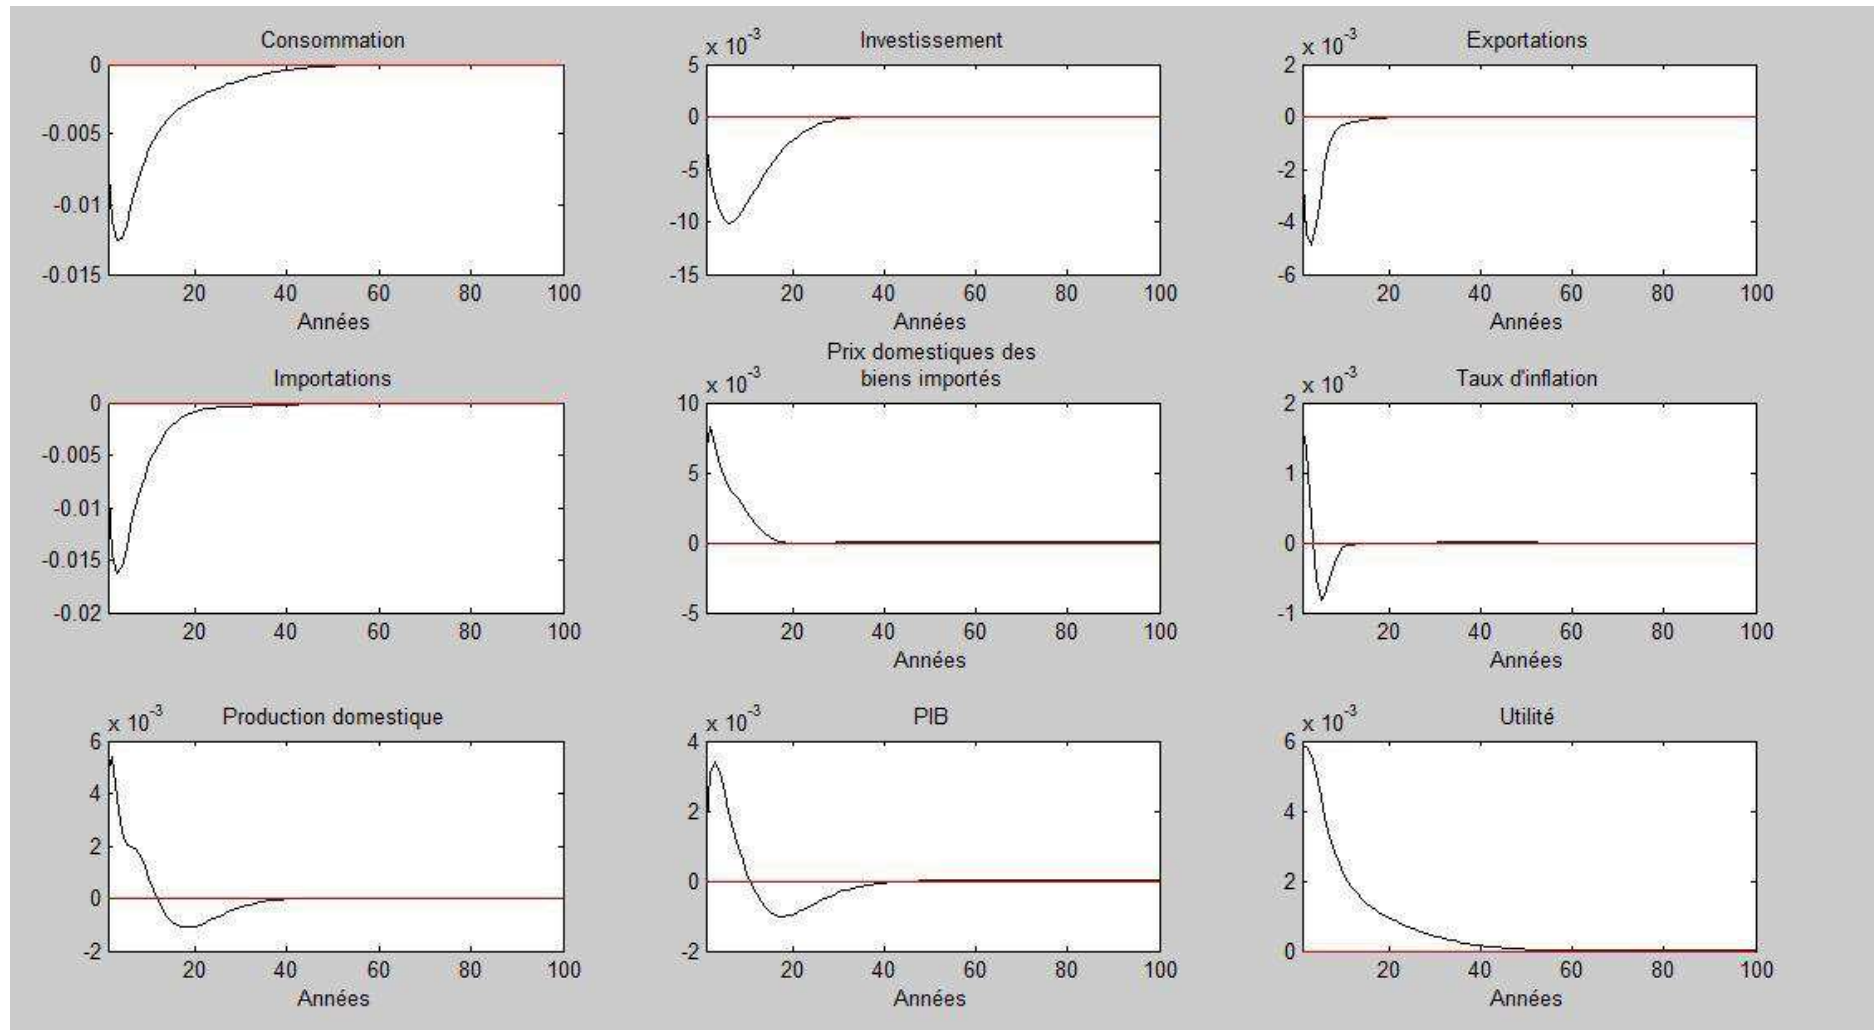 Consommation
0
-0.005
-0.01
-0.015
20 40 60 80 100
Années
Investissement
x 10-3
5
0
-5
-10
-15
20 40 60 80 100
Années
Exportations
x 10-3
2
0
-2
-4
-6
20 40 60 80 100
Années
Importations
0
-0.005
-0.01
-0.015
-0.02
20 40 60 80 100
Années
Prix domestiques des
biens importés
x 10-3
10
5
0
-5
20 40 60 80 100
Années
Taux d'inflation
x 10-3
2
1
0
-1
20 40 60 80 100
Années
Production domestique
x 10-3
6
4
2
0
-2
20 40 60 80 100
Années
PIB
x 10-3
4
2
0
-2
20 40 60 80 100
Années
Utilité
x 10-3
6
4
2
0
20 40 60 80 100
Années